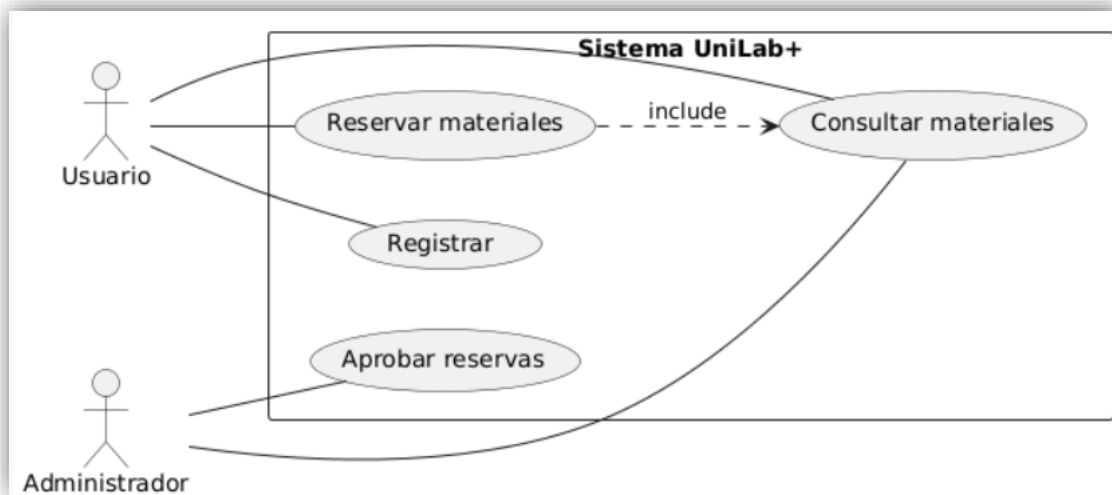 Sistema UniLab+
Reservar materiales
include
Consultar materiales
Usuario
Registrar
Aprobar reservas
Administrador